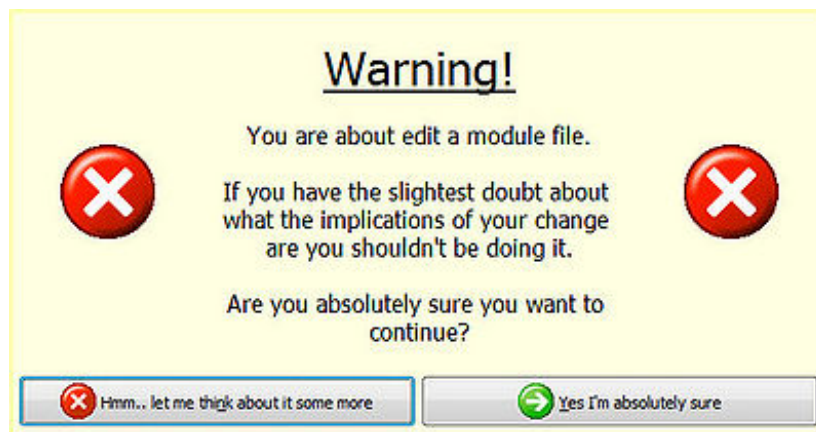 Warning!
You are about edit a module file.
If you have the slightest doubt about
what the implications of your change
are you shouldn't be doing it.
Are you absolutely sure you want to
continue?
Hmm.. let me think about it some more
Yes I'm absolutely sure